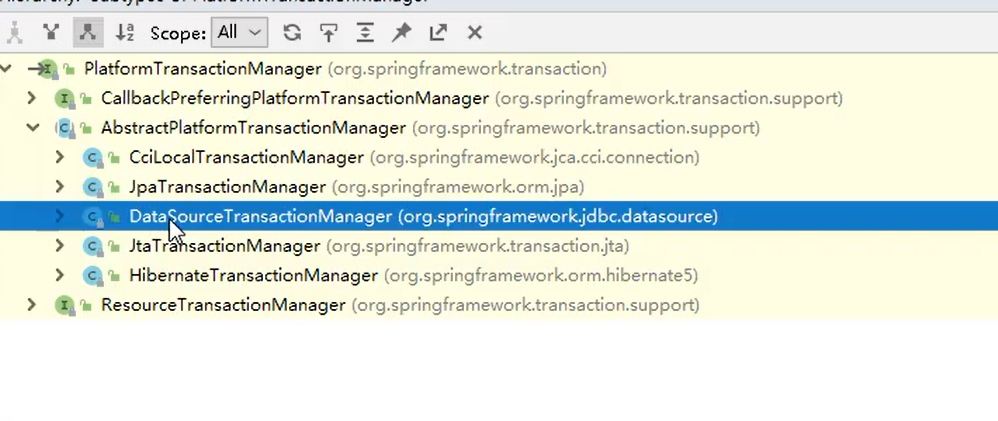 Hierarchy: Subtypes of PlatformTransactionManager
Scope: All
PlatformTransactionManager (org.springframework.transaction)
CallbackPreferringPlatformTransactionManager (org.springframework.transaction.support)
AbstractPlatformTransactionManager (org.springframework.transaction.support)
CciLocalTransactionManager (org.springframework.jca.cci.connection)
JpaTransactionManager (org.springframework.orm.jpa)
DataSourceTransactionManager (org.springframework.jdbc.datasource)
JtaTransactionManager (org.springframework.transaction.jta)
HibernateTransactionManager (org.springframework.orm.hibernate5)
ResourceTransactionManager (org.springframework.transaction.support)